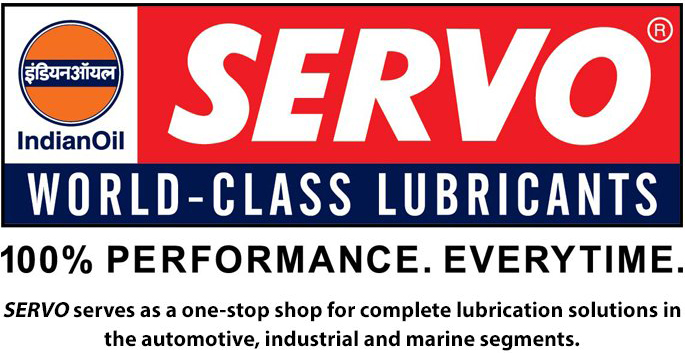 इंडियनऑयल
IndianOil
SERVO®
WORLD-CLASS LUBRICANTS
100% PERFORMANCE. EVERYTIME.
SERVO serves as a one-stop shop for complete lubrication solutions in
the automotive, industrial and marine segments.